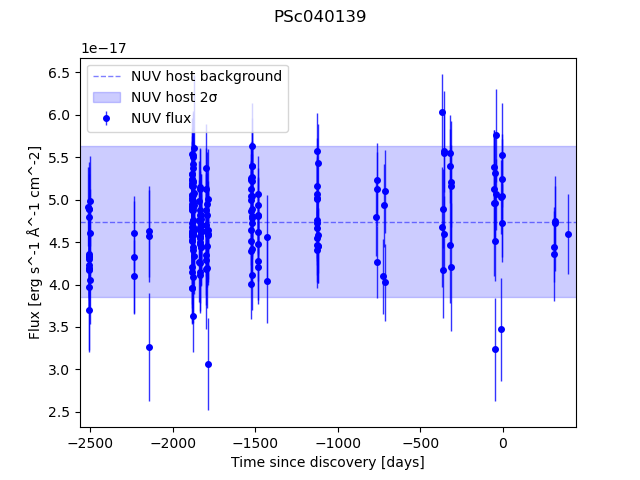 PSc040139
1e−17
NUV host background
NUV host 2σ
NUV flux
6.5
6.0
5.5
5.0
4.5
4.0
3.5
3.0
2.5
Flux [erg s^-1 Å^-1 cm^-2]
−2500
−2000
−1500
−1000
−500
0
Time since discovery [days]